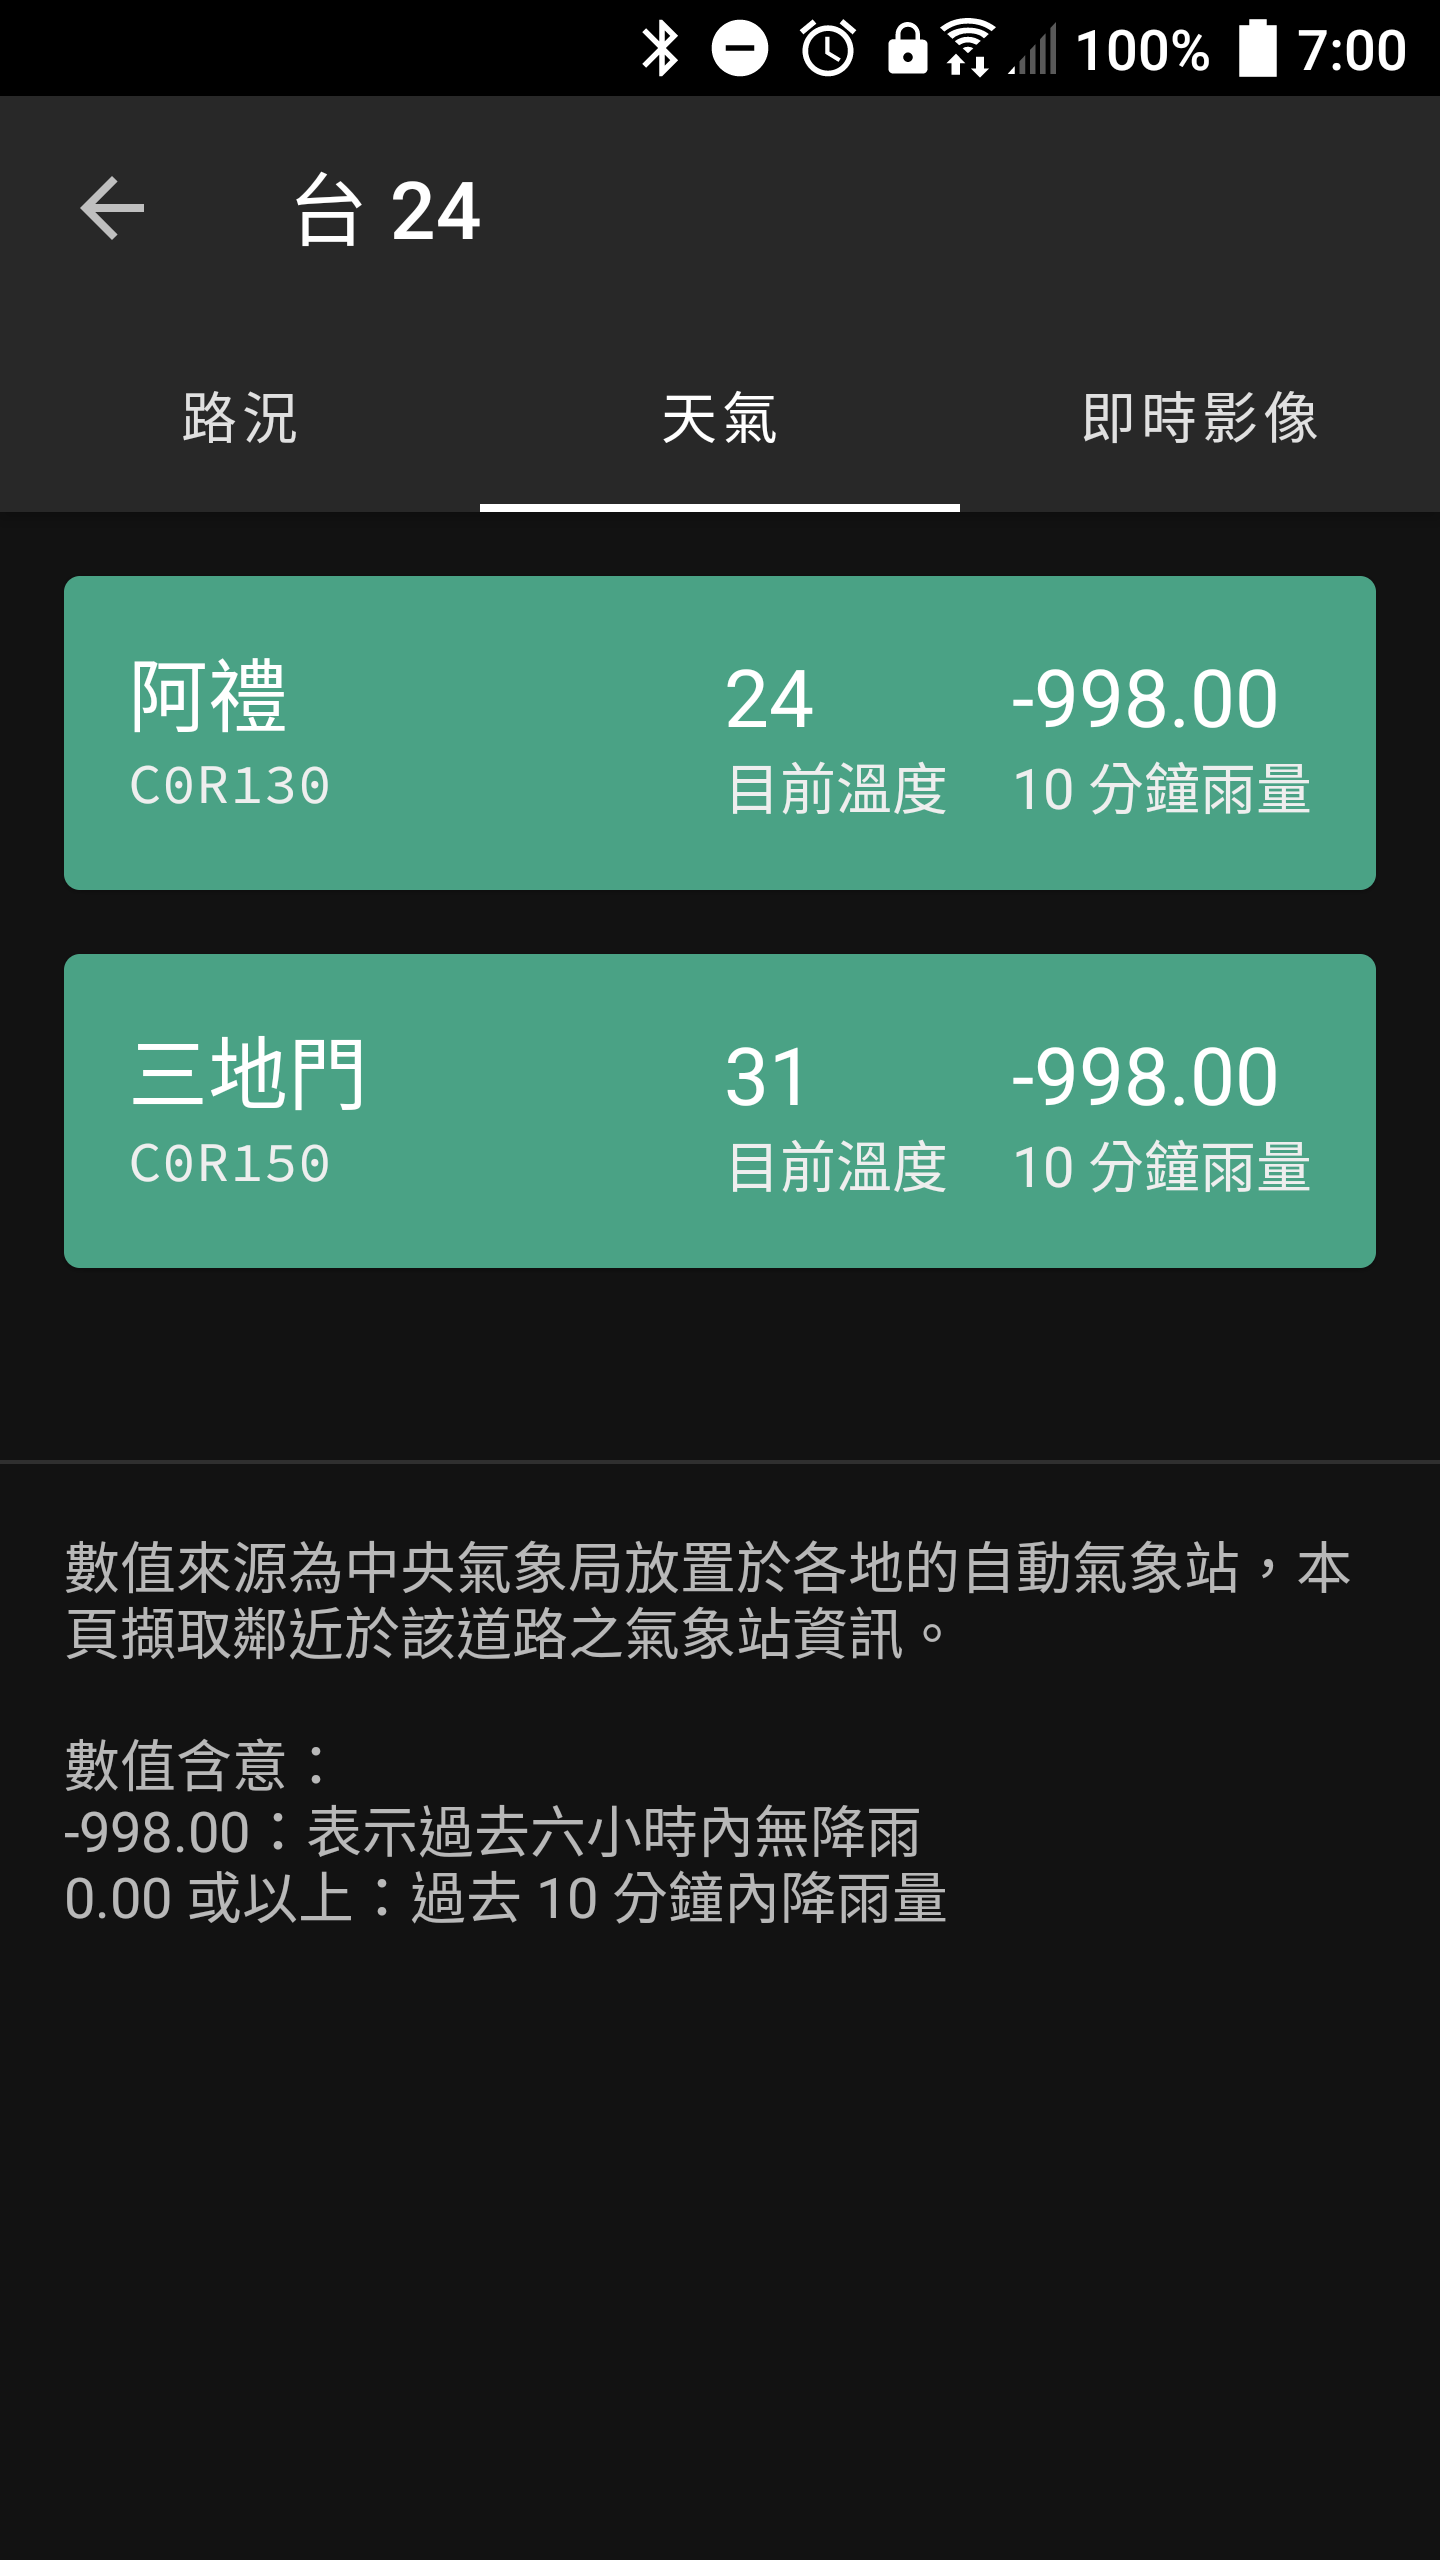 100% 7:00
台 24
路況 天氣 即時影像
阿禮 24 -998.00
C0R130 目前溫度 10 分鐘雨量
三地門 31 -998.00
C0R150 目前溫度 10 分鐘雨量
數值來源為中央氣象局放置於各地的自動氣象站，本
頁擷取鄰近於該道路之氣象站資訊。
數值含意：
-998.00：表示過去六小時內無降雨
0.00 或以上：過去 10 分鐘內降雨量